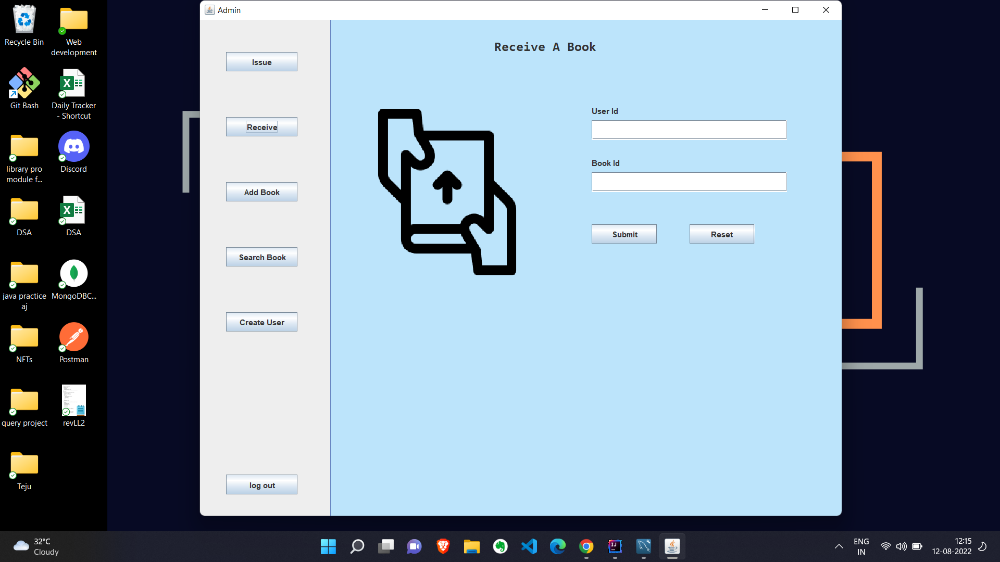 Recycle Bin
Web
development
Git Bash
Daily Tracker
- Shortcut
library pro
module f...
Discord
DSA
DSA
java practice
aj
MongoDBC...
NFTs
Postman
query project
revLL2
Teju
Admin
Issue
Receive
Add Book
Search Book
Create User
log out
Receive A Book
User Id
Book Id
Submit
Reset
32°C
Cloudy
ENG
IN
12:15
12-08-2022